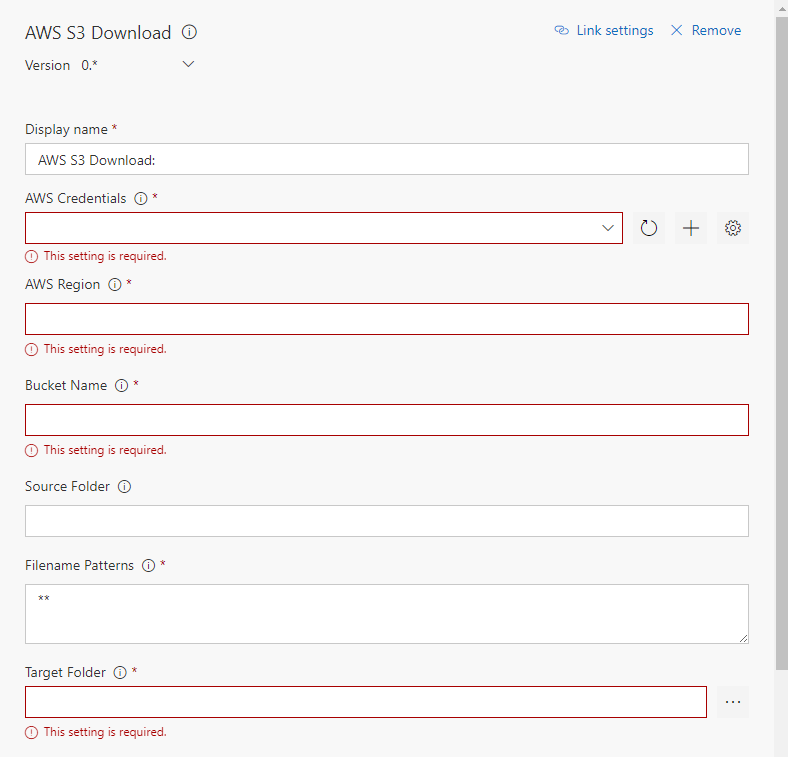 AWS S3 Download
Link settings
Remove
Version 0.*
Display name *
AWS S3 Download:
AWS Credentials *
This setting is required.
AWS Region *
This setting is required.
Bucket Name *
This setting is required.
Source Folder
Filename Patterns *
**
Target Folder *
...
This setting is required.